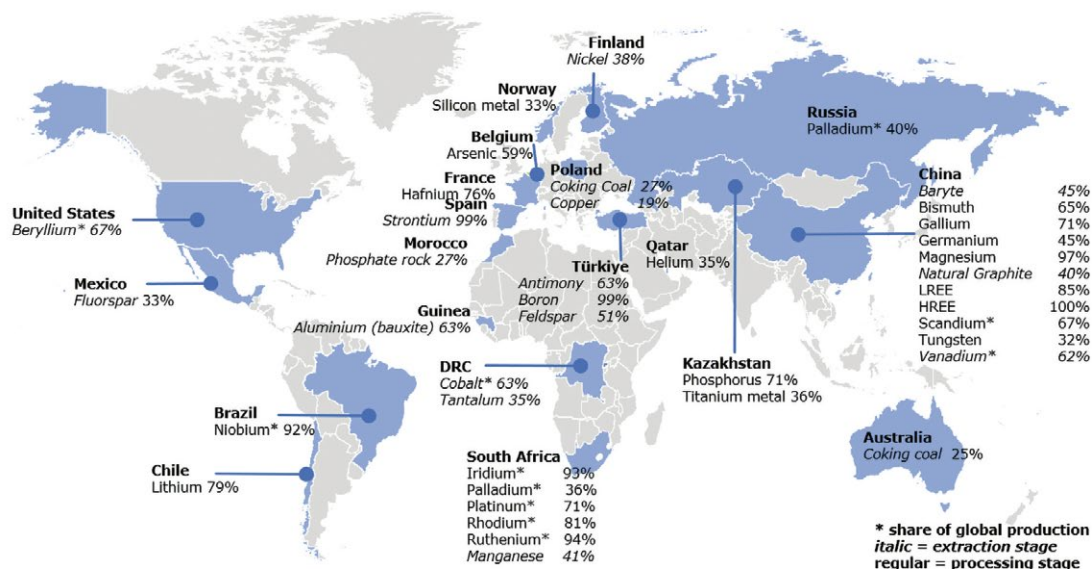 Finland
Nickel 38%
Norway
Silicon metal 33%
Belgium
Arsenic 59%
France
Hafnium 76%
Spain
Strontium 99%
Poland
Coking Coal 27%
Copper 19%
Russia
Palladium* 40%
China
Baryte 45%
Bismuth 65%
Gallium 71%
Germanium 45%
Magnesium 97%
Natural Graphite 40%
LREE 85%
HREE 100%
Scandium* 67%
Tungsten 32%
Vanadium* 62%
United States
Beryllium* 67%
Mexico
Fluorspar 33%
Morocco
Phosphate rock 27%
Türkiye
Antimony 63%
Boron 99%
Feldspar 51%
Qatar
Helium 35%
Guinea
Aluminium (bauxite) 63%
DRC
Cobalt* 63%
Tantalum 35%
Kazakhstan
Phosphorus 71%
Titanium metal 36%
Brazil
Niobium* 92%
Chile
Lithium 79%
South Africa
Iridium* 93%
Palladium* 36%
Platinum* 71%
Rhodium* 81%
Ruthenium* 94%
Manganese 41%
Australia
Coking coal 25%
* share of global production
italic = extraction stage
regular = processing stage